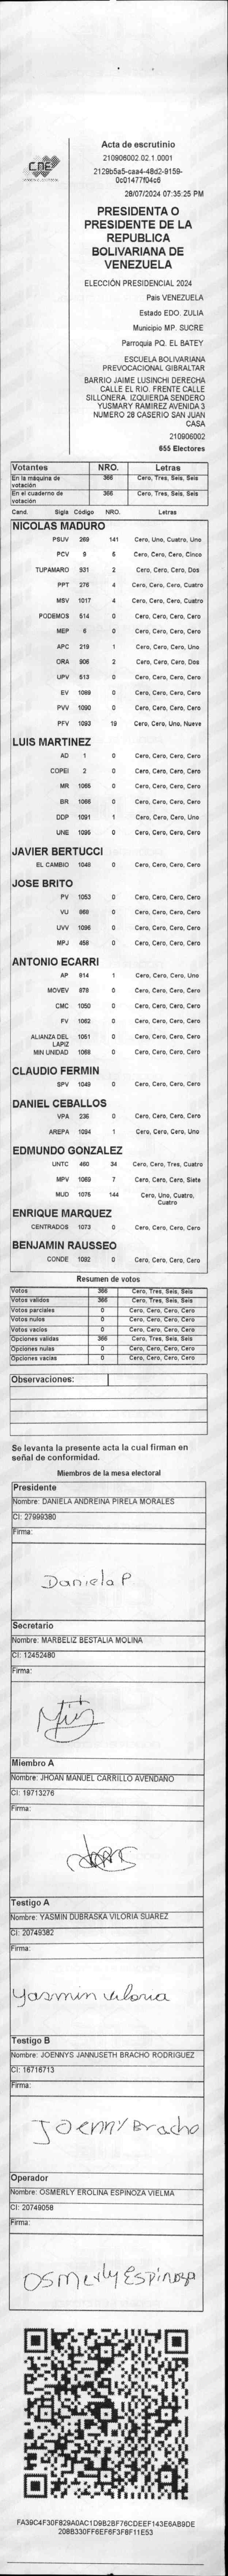 CNE
Acta de escrutinio
210906002.02.1.0001
2129b5a5-caa4-48d2-9159-
0c01477f04c6
28/07/2024 07:35:25 PM
PRESIDENTA O
PRESIDENTE DE LA
REPUBLICA
BOLIVARIANA DE
VENEZUELA
ELECCIÓN PRESIDENCIAL 2024
País VENEZUELA
Estado EDO. ZULIA
Municipio MP. SUCRE
Parroquia PQ. EL BATEY
ESCUELA BOLIVARIANA
PREVOCACIONAL GIBRALTAR
BARRIO JAIME LUSINCHI DERECHA
CALLE EL RIO. FRENTE CALLE
SILLONERA. IZQUIERDA SENDERO
YUSMARY RAMIREZ AVENIDA 3
NUMERO 28 CASERIO SAN JUAN
CASA
210906002
655 Electores
Votantes NRO. Letras
En la máquina de votación 366 Cero, Tres, Seis, Seis
En el cuaderno de votación 366 Cero, Tres, Seis, Seis
Cand. Sigla Código NRO. Letras
NICOLAS MADURO
PSUV 269 141 Cero, Uno, Cuatro, Uno
PCV 9 5 Cero, Cero, Cero, Cinco
TUPAMARO 931 2 Cero, Cero, Cero, Dos
PPT 276 4 Cero, Cero, Cero, Cuatro
MSV 1017 4 Cero, Cero, Cero, Cuatro
PODEMOS 514 0 Cero, Cero, Cero, Cero
MEP 6 0 Cero, Cero, Cero, Cero
APC 219 1 Cero, Cero, Cero, Uno
ORA 906 2 Cero, Cero, Cero, Dos
UPV 513 0 Cero, Cero, Cero, Cero
EV 1089 0 Cero, Cero, Cero, Cero
PVV 1090 0 Cero, Cero, Cero, Cero
PFV 1093 19 Cero, Cero, Uno, Nueve
LUIS MARTINEZ
AD 1 0 Cero, Cero, Cero, Cero
COPEI 2 0 Cero, Cero, Cero, Cero
MR 1065 0 Cero, Cero, Cero, Cero
BR 1066 0 Cero, Cero, Cero, Cero
DDP 1091 1 Cero, Cero, Cero, Uno
UNE 1095 0 Cero, Cero, Cero, Cero
JAVIER BERTUCCI
EL CAMBIO 1048 0 Cero, Cero, Cero, Cero
JOSE BRITO
PV 1053 0 Cero, Cero, Cero, Cero
VU 868 0 Cero, Cero, Cero, Cero
UVV 1096 0 Cero, Cero, Cero, Cero
MPJ 458 0 Cero, Cero, Cero, Cero
ANTONIO ECARRI
AP 814 1 Cero, Cero, Cero, Uno
MOVEV 879 0 Cero, Cero, Cero, Cero
CMC 1050 0 Cero, Cero, Cero, Cero
FV 1082 0 Cero, Cero, Cero, Cero
ALIANZA DEL LAPIZ 1051 0 Cero, Cero, Cero, Cero
MIN UNIDAD 1068 0 Cero, Cero, Cero, Cero
CLAUDIO FERMIN
SPV 1049 0 Cero, Cero, Cero, Cero
DANIEL CEBALLOS
VPA 236 0 Cero, Cero, Cero, Cero
AREPA 1094 1 Cero, Cero, Cero, Uno
EDMUNDO GONZALEZ
UNTC 460 34 Cero, Cero, Tres, Cuatro
MPV 1069 7 Cero, Cero, Cero, Siete
MUD 1075 144 Cero, Uno, Cuatro, Cuatro
ENRIQUE MARQUEZ
CENTRADOS 1073 0 Cero, Cero, Cero, Cero
BENJAMIN RAUSSEO
CONDE 1092 0 Cero, Cero, Cero, Cero
Resumen de votos
Votos 366 Cero, Tres, Seis, Seis
Votos validos 366 Cero, Tres, Seis, Seis
Votos parciales 0 Cero, Cero, Cero, Cero
Votos nulos 0 Cero, Cero, Cero, Cero
Votos vacios 0 Cero, Cero, Cero, Cero
Opciones validas 366 Cero, Tres, Seis, Seis
Opciones nulas 0 Cero, Cero, Cero, Cero
Opciones vacias 0 Cero, Cero, Cero, Cero
Observaciones:
Se levanta la presente acta la cual firman en
señal de conformidad.
Miembros de la mesa electoral
Presidente
Nombre: DANIELA ANDREINA PIRELA MORALES
CI: 27999380
Firma:
Daniela P
Secretario
Nombre: MARBELIZ BESTALIA MOLINA
CI: 12452480
Firma:
Miembro A
Nombre: JHOAN MANUEL CARRILLO AVENDAÑO
CI: 19713276
Firma:
Testigo A
Nombre: YASMIN DUBRASKA VILORIA SUAREZ
CI: 20749382
Firma:
Yasmin Viloria
Testigo B
Nombre: JOENNYS JANNUSETH BRACHO RODRIGUEZ
CI: 16716713
Firma:
JOENNY Bracho
Operador
Nombre: OSMERLY EROLINA ESPINOZA VIELMA
CI: 20749058
Firma:
OSMERLY ESPINOZA
FA39C4F30F829A0AC1D9B2BF76CDEEF143E6AB9DE
208B330FF6EF6F3F8F11E53